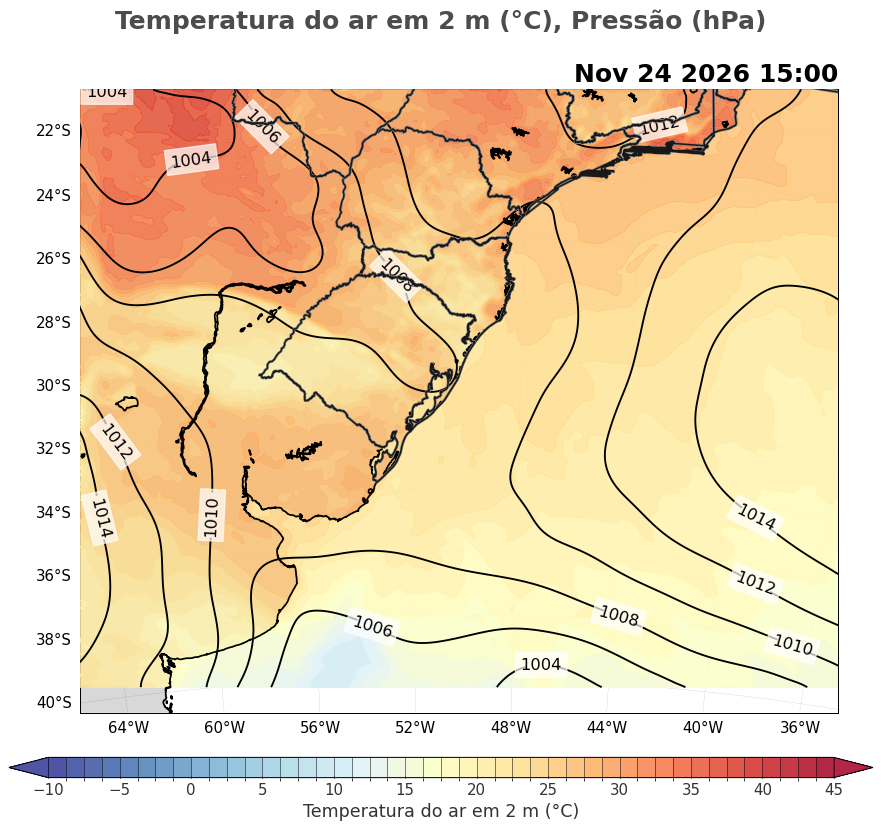 Temperatura do ar em 2 m (°C), Pressão (hPa)
Nov 24 2026 15:00
1004
1006
1012
22°S
1004
24°S
26°S
1008
28°S
30°S
1012
32°S
1014
1010
1014
34°S
36°S
1012
1006
1008
1010
38°S
1004
40°S
64°W 60°W 56°W 52°W 48°W 44°W 40°W 36°W
−10 −5 0 5 10 15 20 25 30 35 40 45
Temperatura do ar em 2 m (°C)